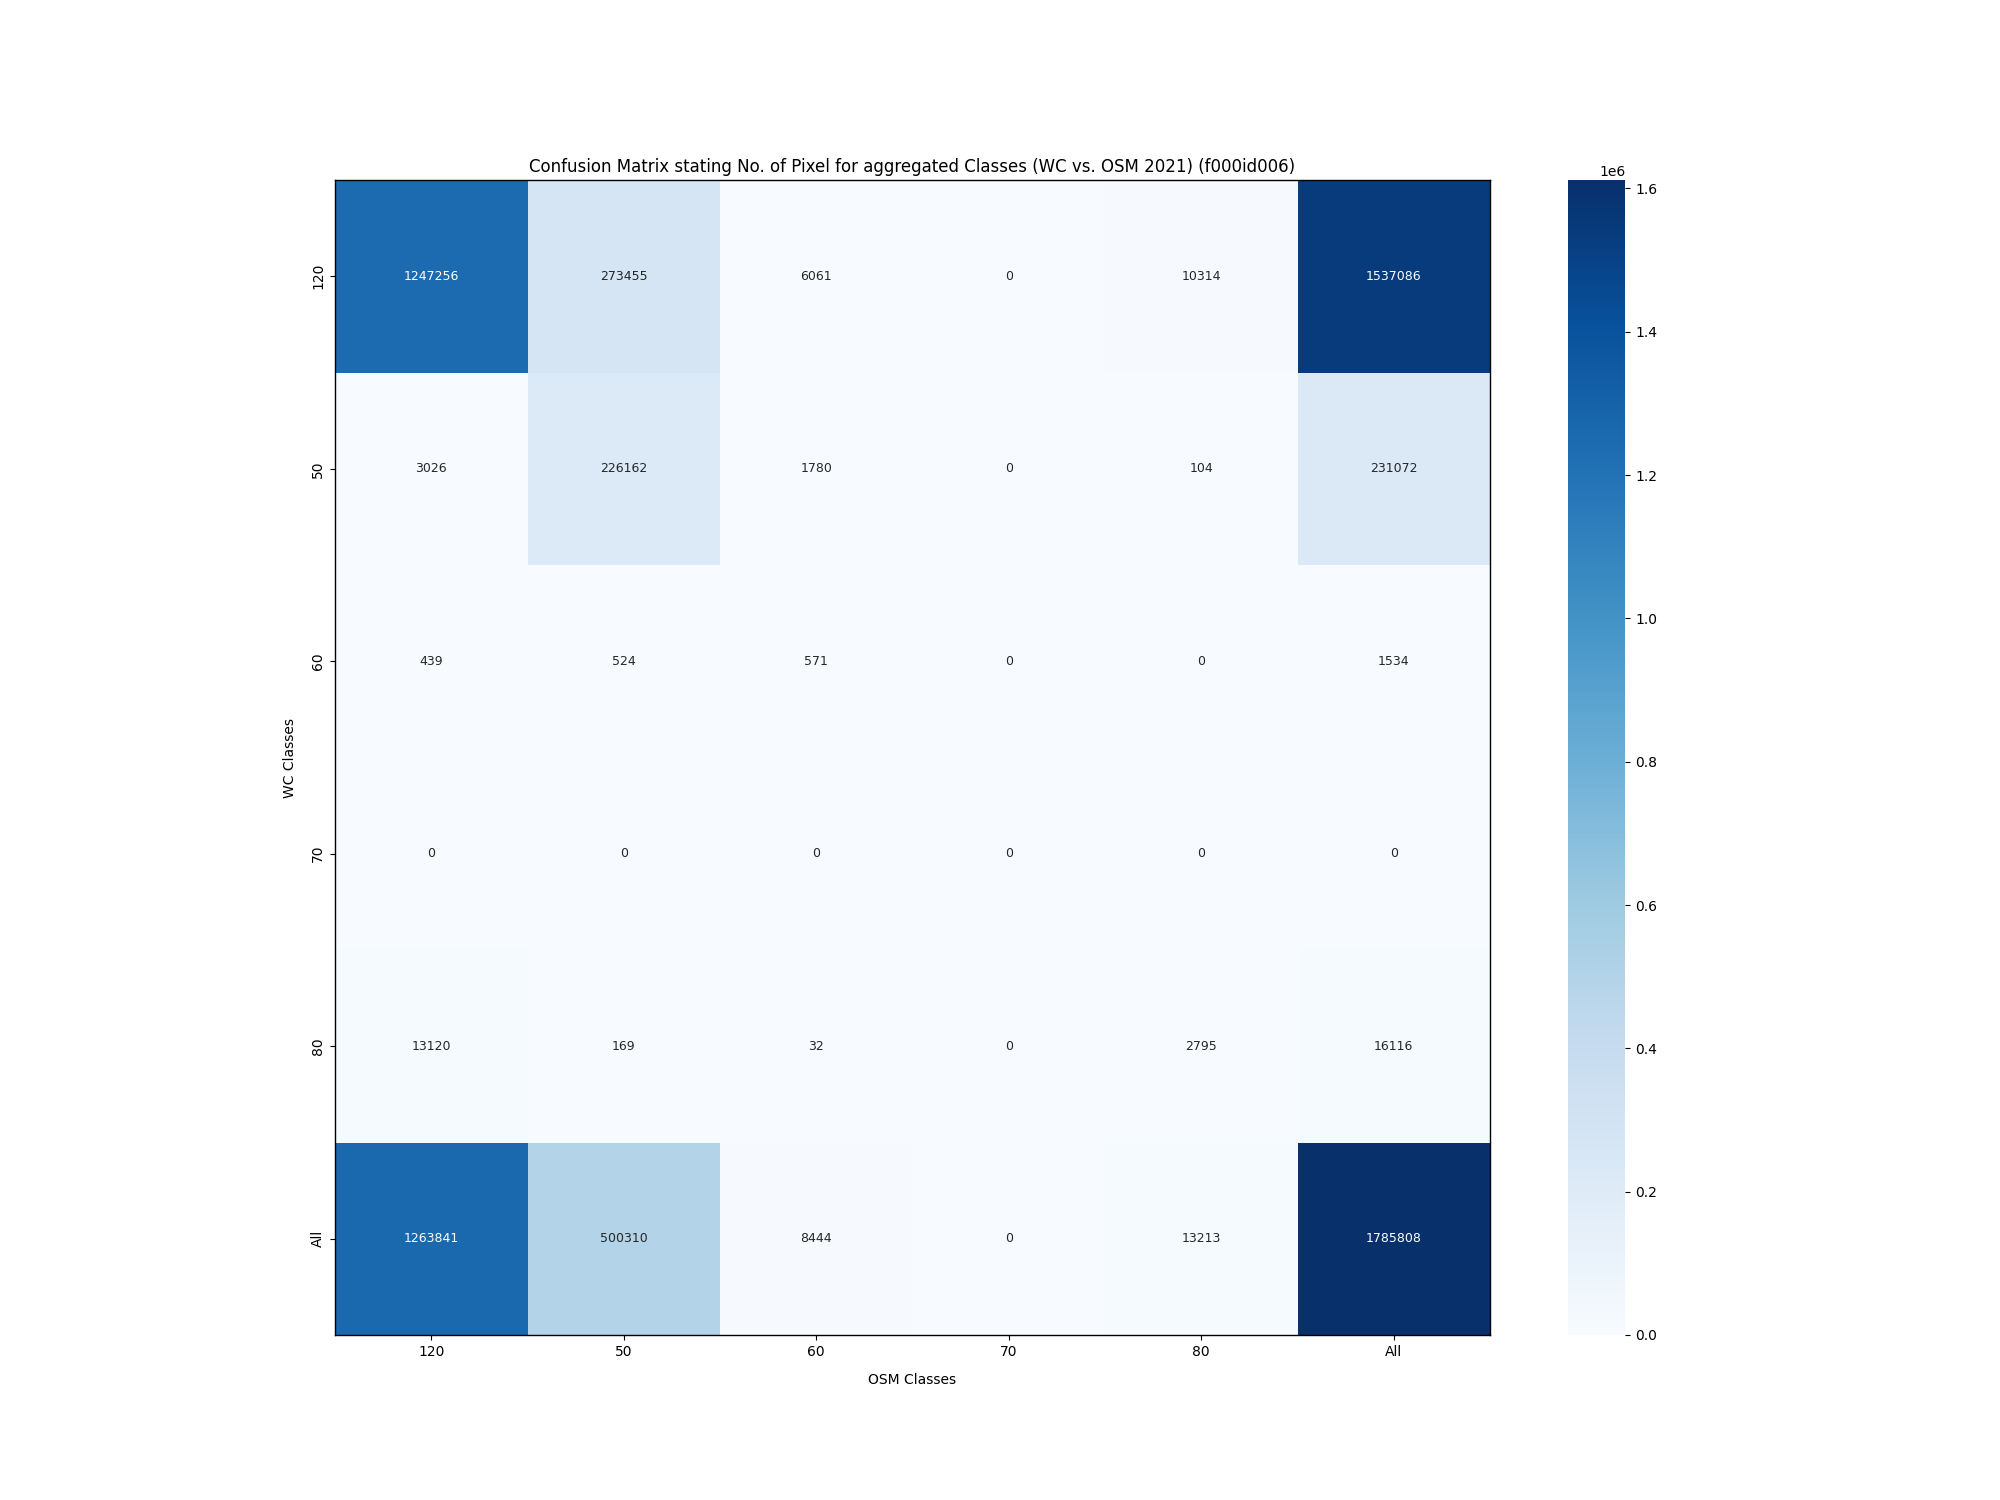 Confusion Matrix stating No. of Pixel for aggregated Classes (WC vs. OSM 2021) (f000id006)
1e6
120 1247256 273455 6061 0 10314 1537086
50 3026 226162 1780 0 104 231072
60 439 524 571 0 0 1534
70 0 0 0 0 0 0
80 13120 169 32 0 2795 16116
All 1263841 500310 8444 0 13213 1785808
120 50 60 70 80 All
WC Classes
OSM Classes
1.6
1.4
1.2
1.0
0.8
0.6
0.4
0.2
0.0